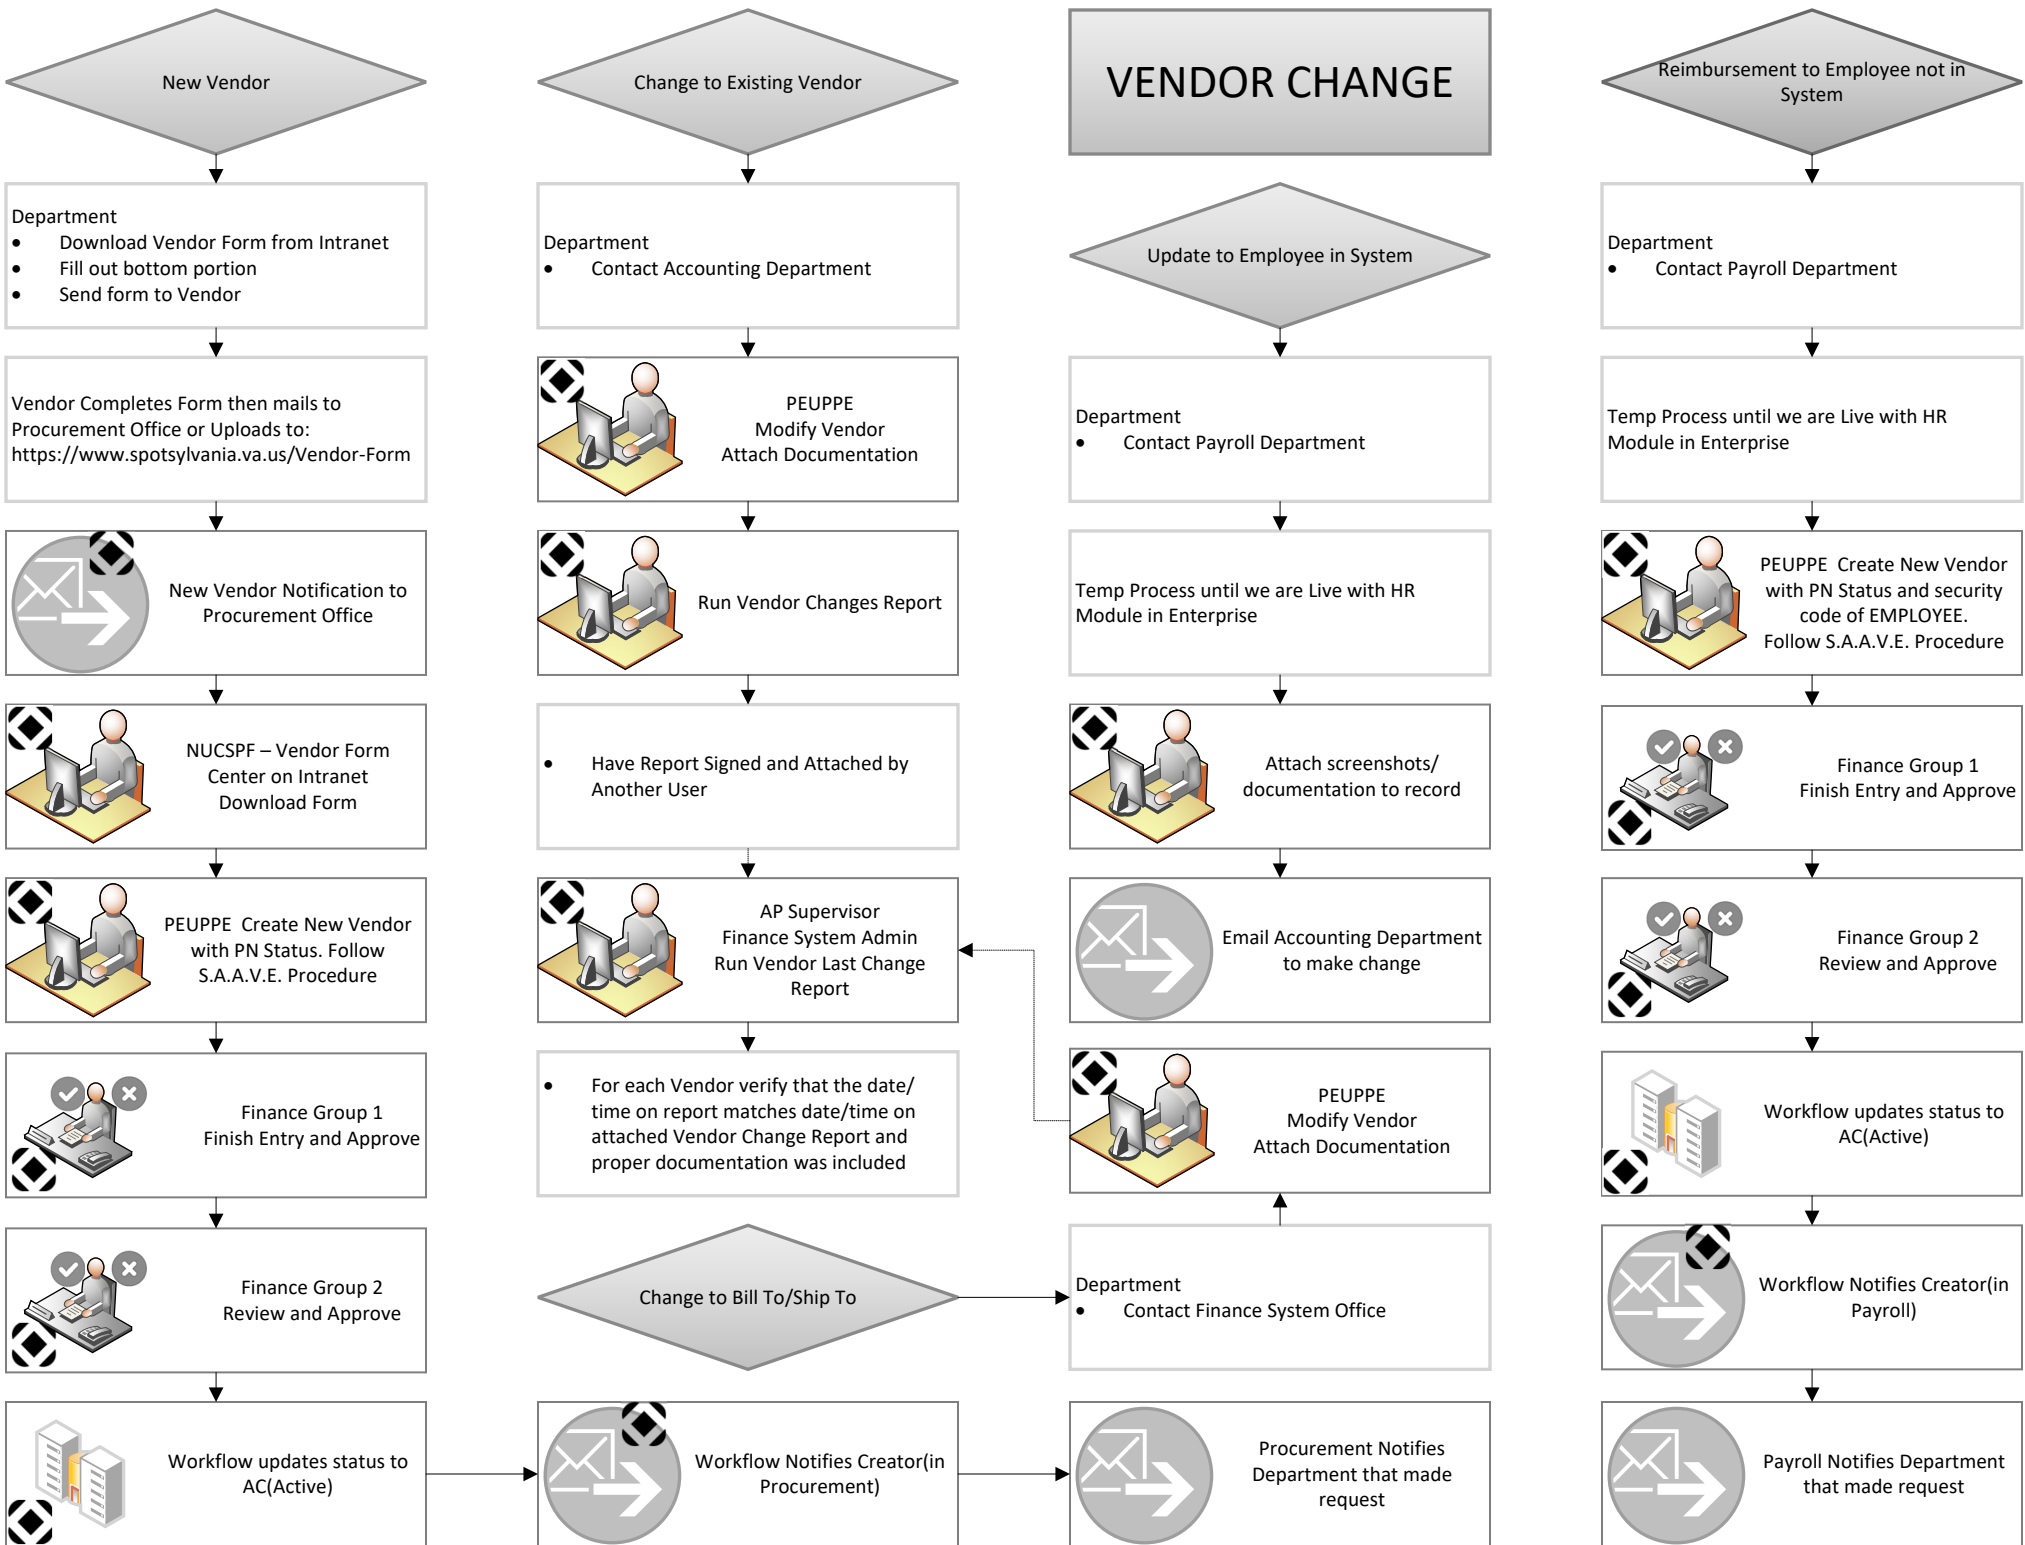 New Vendor
Department
• Download Vendor Form from Intranet
• Fill out bottom portion
• Send form to Vendor
Vendor Completes Form then mails to
Procurement Office or Uploads to:
https://www.spotsylvania.va.us/Vendor-Form
New Vendor Notification to
Procurement Office
NUCSPF – Vendor Form
Center on Intranet
Download Form
PEUPPE  Create New Vendor
with PN Status. Follow
S.A.A.V.E. Procedure
Finance Group 1
Finish Entry and Approve
Finance Group 2
Review and Approve
Workflow updates status to
AC(Active)
Workflow Notifies Creator(in
Procurement)
Procurement Notifies
Department that made
request
Change to Existing Vendor
Department
• Contact Accounting Department
PEUPPE
Modify Vendor
Attach Documentation
Run Vendor Changes Report
• Have Report Signed and Attached by
Another User
AP Supervisor
Finance System Admin
Run Vendor Last Change
Report
• For each Vendor verify that the date/
time on report matches date/time on
attached Vendor Change Report and
proper documentation was included
Change to Bill To/Ship To
Department
• Contact Finance System Office
VENDOR CHANGE
Update to Employee in System
Department
• Contact Payroll Department
Temp Process until we are Live with HR
Module in Enterprise
Attach screenshots/
documentation to record
Email Accounting Department
to make change
PEUPPE
Modify Vendor
Attach Documentation
Reimbursement to Employee not in
System
Department
• Contact Payroll Department
Temp Process until we are Live with HR
Module in Enterprise
PEUPPE  Create New Vendor
with PN Status and security
code of EMPLOYEE.
Follow S.A.A.V.E. Procedure
Finance Group 1
Finish Entry and Approve
Finance Group 2
Review and Approve
Workflow updates status to
AC(Active)
Workflow Notifies Creator(in
Payroll)
Payroll Notifies Department
that made request